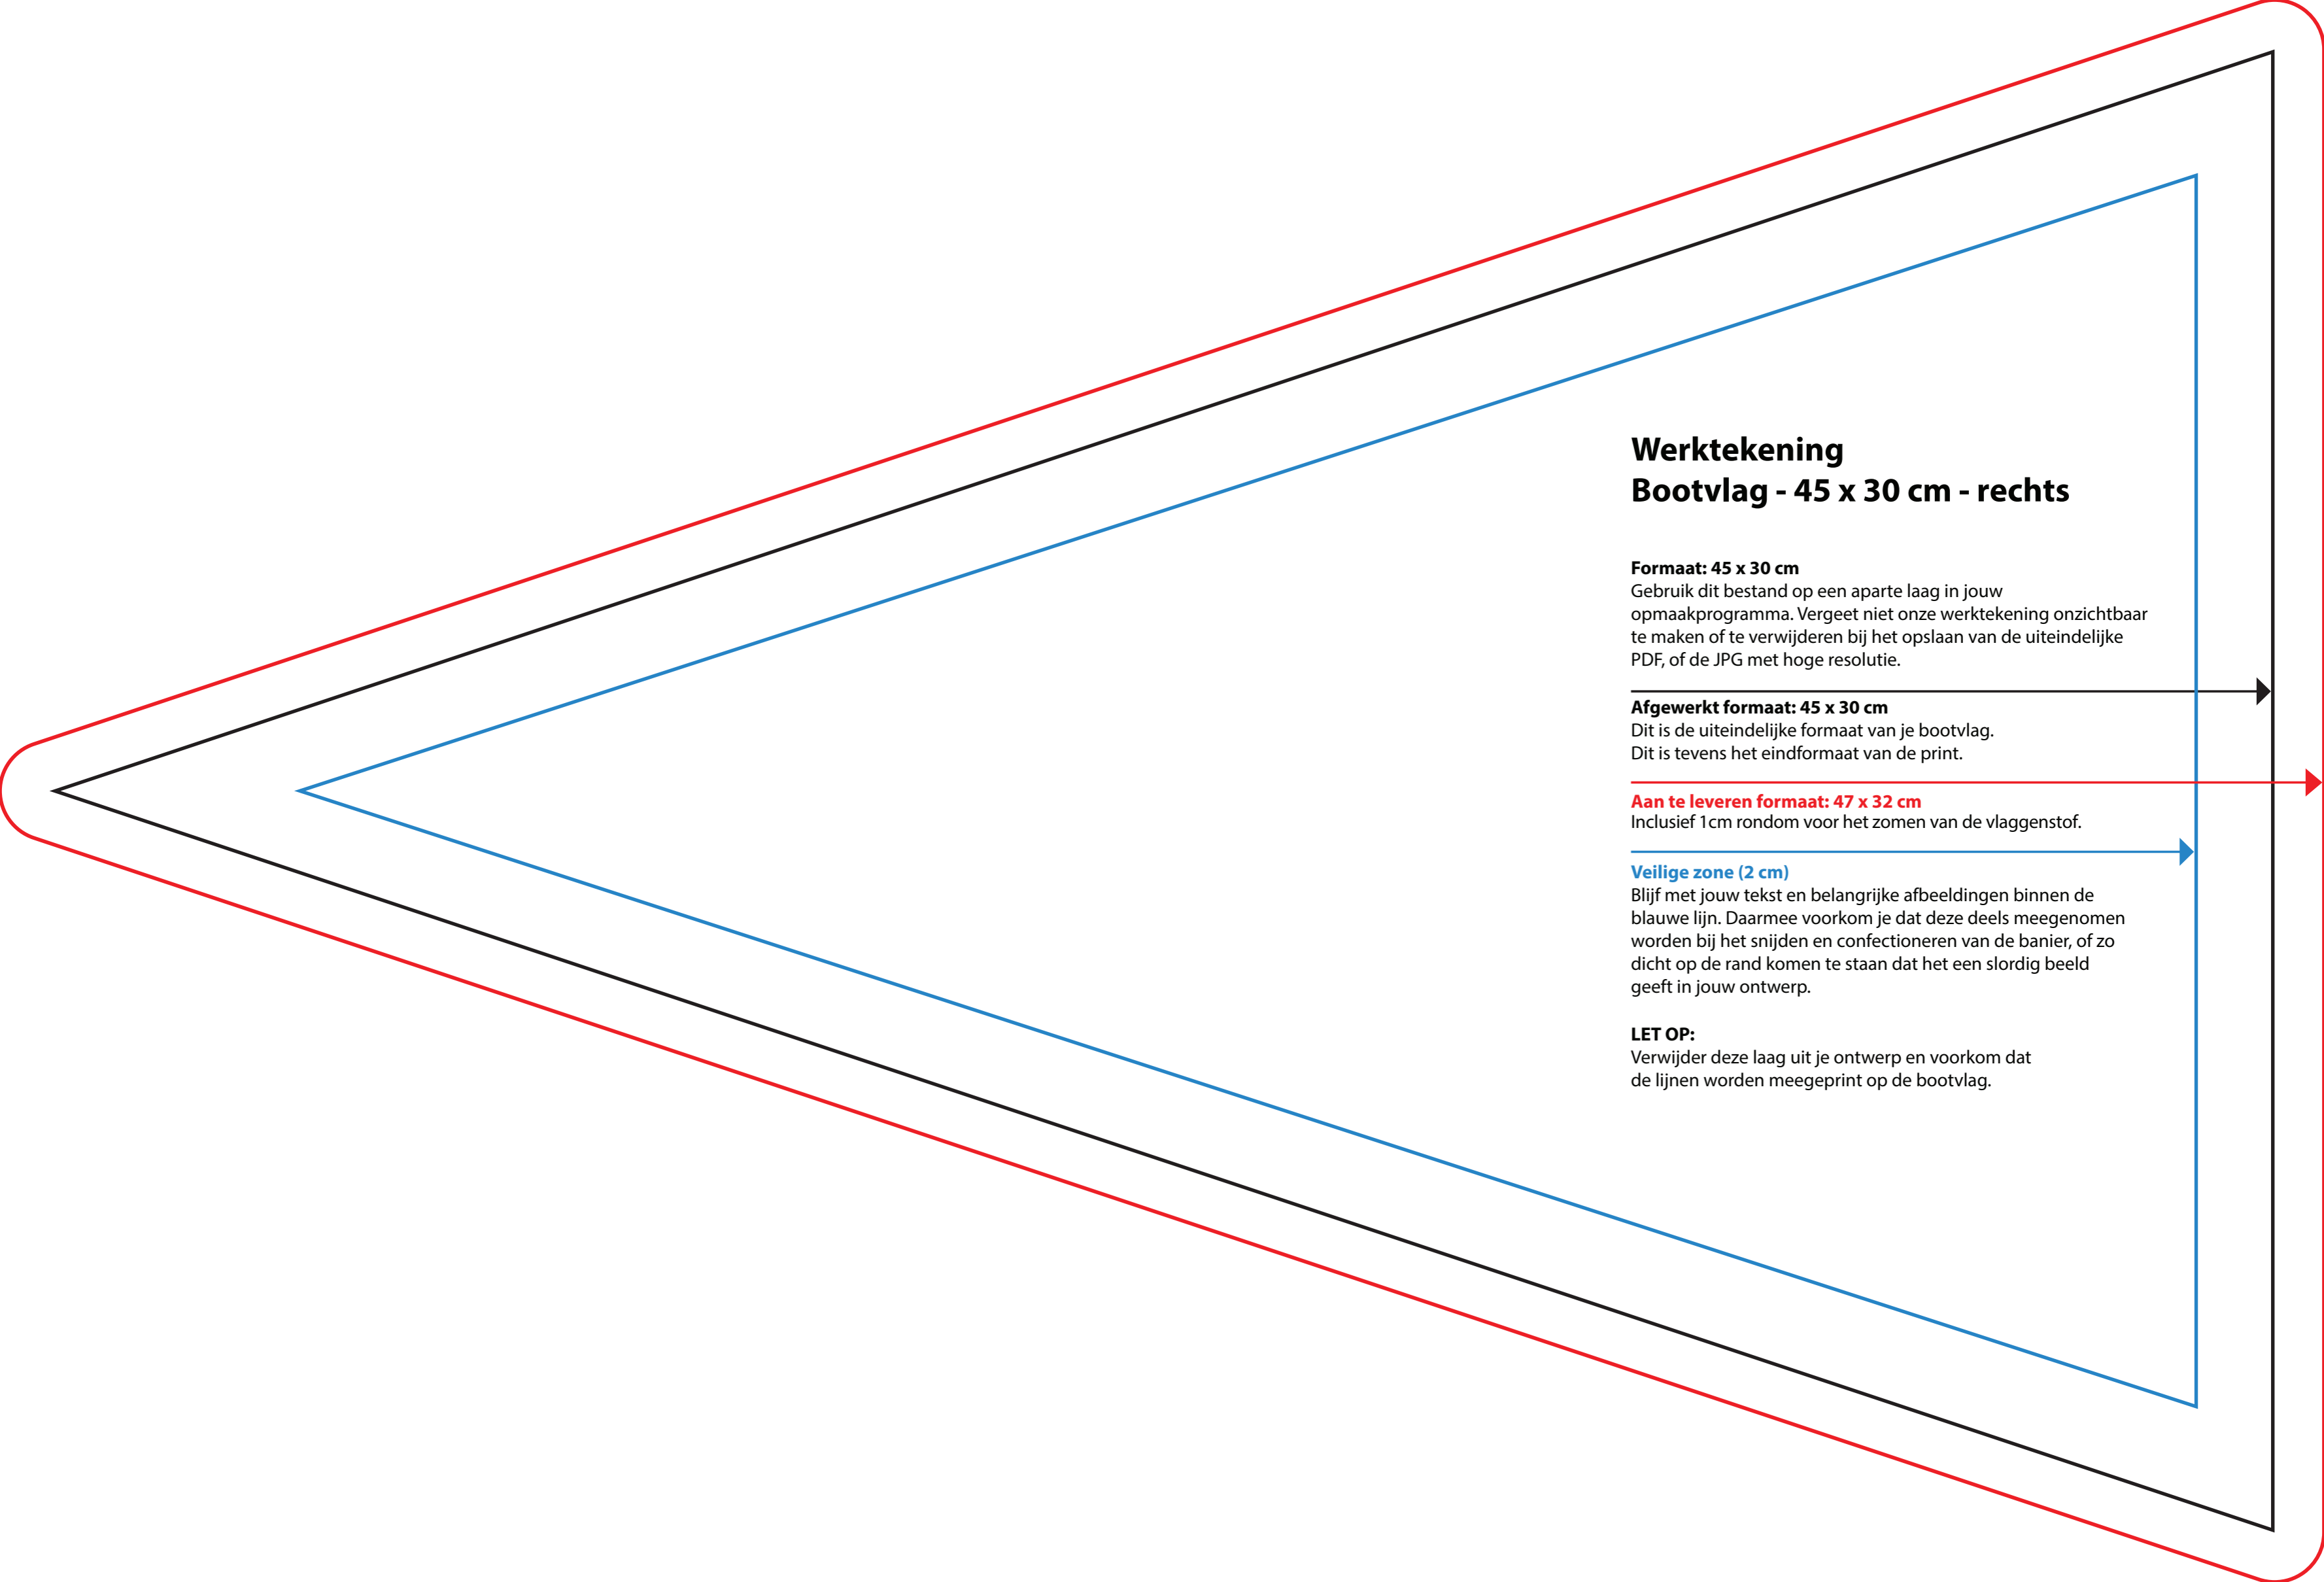 Werktekening
Bootvlag - 45 x 30 cm - rechts
Formaat: 45 x 30 cm
Gebruik dit bestand op een aparte laag in jouw
opmaakprogramma. Vergeet niet onze werktekening onzichtbaar
te maken of te verwijderen bij het opslaan van de uiteindelijke
PDF, of de JPG met hoge resolutie.
Afgewerkt formaat: 45 x 30 cm
Dit is de uiteindelijke formaat van je bootvlag.
Dit is tevens het eindformaat van de print.
Aan te leveren formaat: 47 x 32 cm
Inclusief 1cm rondom voor het zomen van de vlaggenstof.
Veilige zone (2 cm)
Blijf met jouw tekst en belangrijke afbeeldingen binnen de
blauwe lijn. Daarmee voorkom je dat deze deels meegenomen
worden bij het snijden en confectioneren van de banier, of zo
dicht op de rand komen te staan dat het een slordig beeld
geeft in jouw ontwerp.
LET OP:
Verwijder deze laag uit je ontwerp en voorkom dat
de lijnen worden meegeprint op de bootvlag.